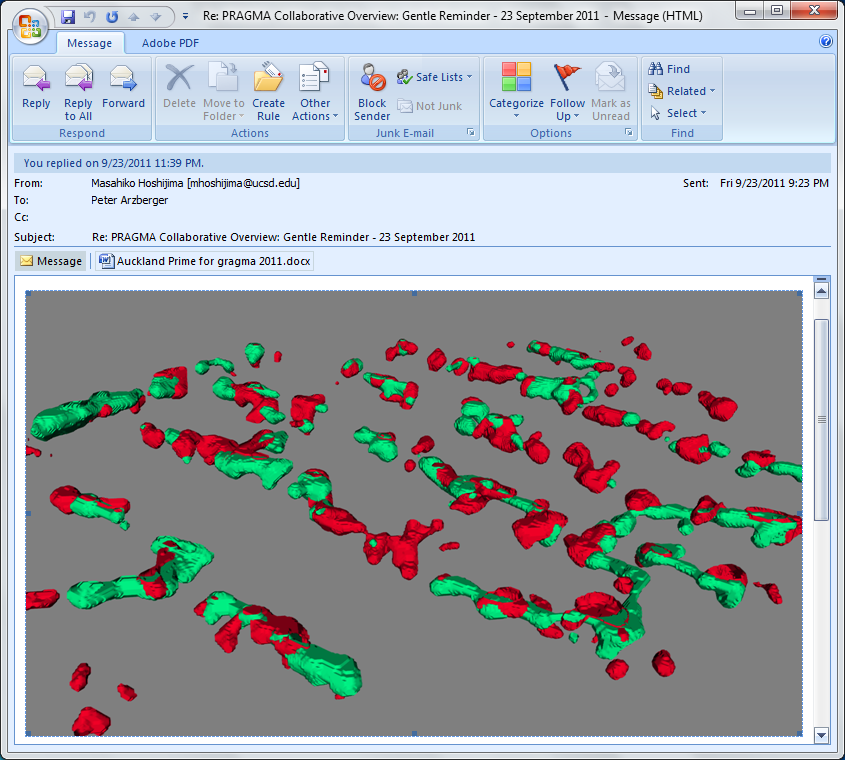 Re: PRAGMA Collaborative Overview: Gentle Reminder - 23 September 2011 - Message (HTML)
Message Adobe PDF
Reply Reply to All Forward
Respond
Delete Move to Folder Create Rule Other Actions
Actions
Block Sender Safe Lists Not Junk
Junk E-mail
Categorize Follow Up Mark as Unread
Options
Find
Related
Select
Find
You replied on 9/23/2011 11:39 PM.
From: Masahiko Hoshijima [mhoshijima@ucsd.edu] Sent: Fri 9/23/2011 9:23 PM
To: Peter Arzberger
Cc:
Subject: Re: PRAGMA Collaborative Overview: Gentle Reminder - 23 September 2011
Message Auckland Prime for gragma 2011.docx